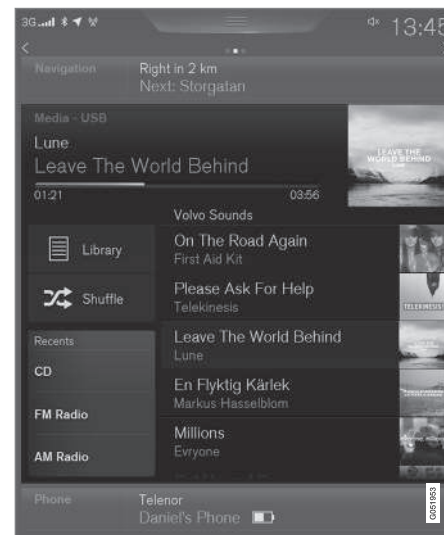 3G 13:45
Navigation Right in 2 km
Next: Storgatan
Media - USB
Lune
Leave The World Behind
01:21 03:56
LEAVE THE
WORLD BEHIND
Volvo Sounds
Library
Shuffle
On The Road Again
First Aid Kit
Please Ask For Help
Telekinesis
TELEKINESIS
Leave The World Behind
Lune
En Flyktig Kärlek
Markus Hasselblom
Millions
Evryone
Recents
CD
FM Radio
AM Radio
Phone Telenor
Daniel's Phone
G051953